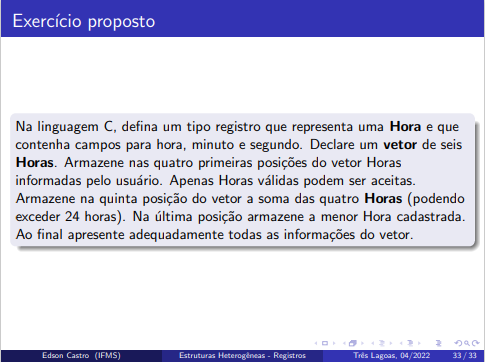 Exercício proposto
Na linguagem C, defina um tipo registro que representa uma Hora e que
contenha campos para hora, minuto e segundo. Declare um vetor de seis
Horas. Armazene nas quatro primeiras posições do vetor Horas
informadas pelo usuário. Apenas Horas válidas podem ser aceitas.
Armazene na quinta posição do vetor a soma das quatro Horas (podendo
exceder 24 horas). Na última posição armazene a menor Hora cadastrada.
Ao final apresente adequadamente todas as informações do vetor.
Edson Castro (IFMS) Estruturas Heterogêneas - Registros Três Lagoas, 04/2022 33 / 33